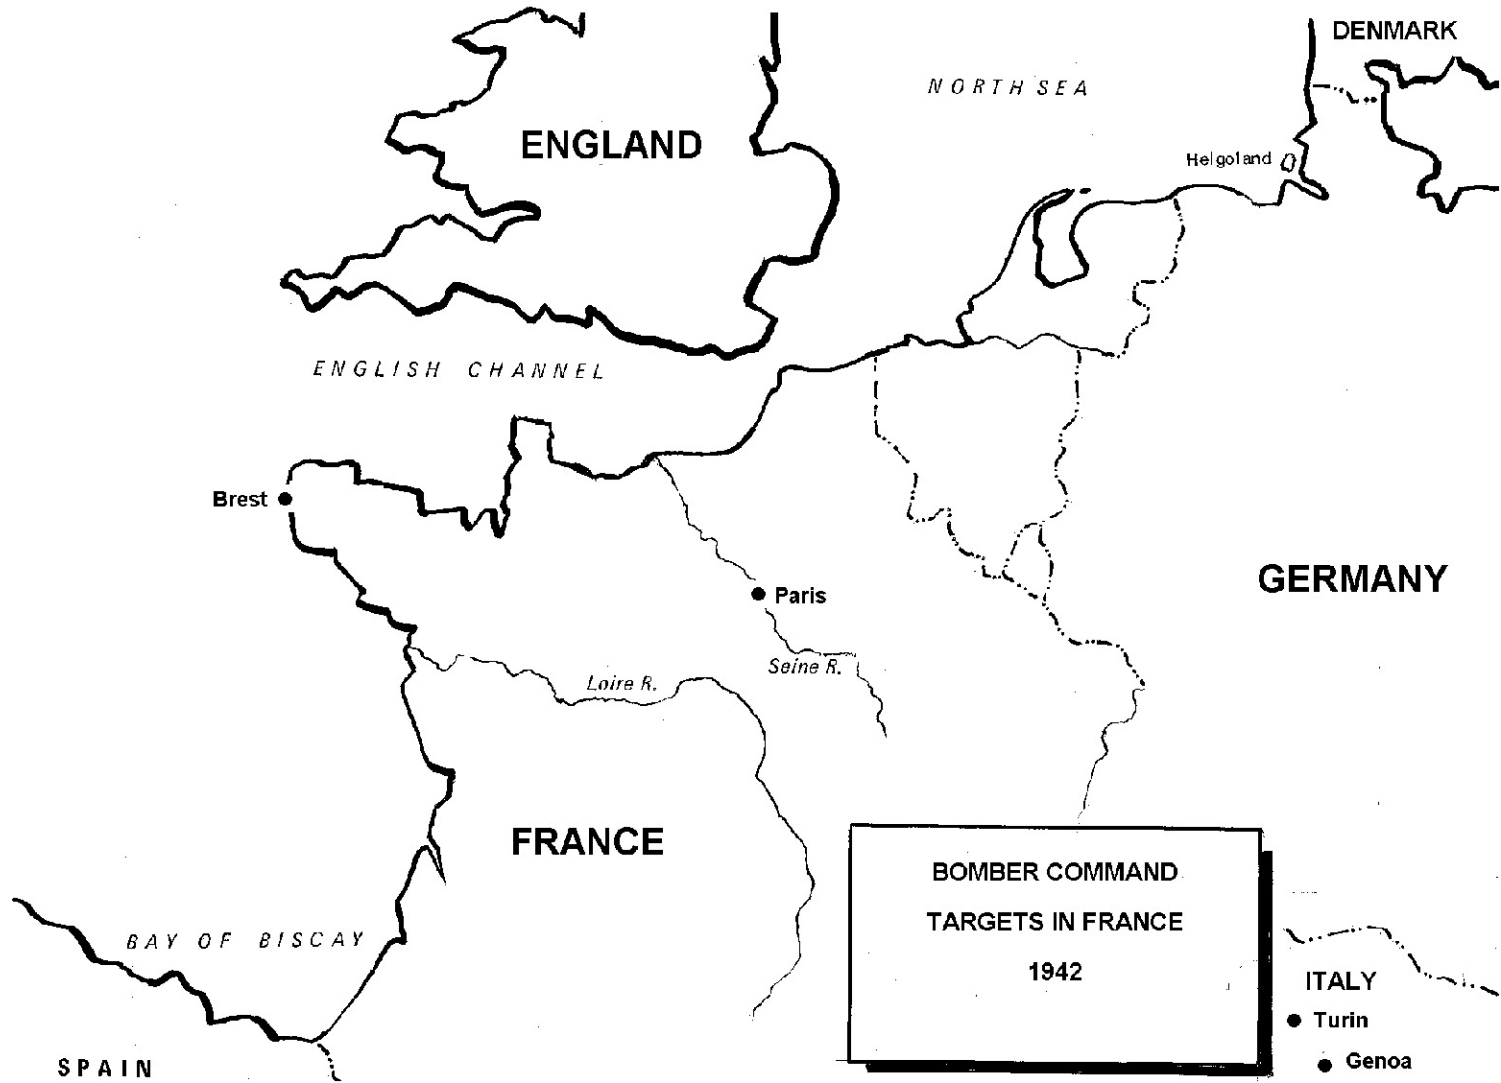 DENMARK
NORTH SEA
ENGLAND
Helgoland
ENGLISH CHANNEL
Brest
GERMANY
Paris
Seine R.
Loire R.
FRANCE
BOMBER COMMAND
TARGETS IN FRANCE
1942
BAY OF BISCAY
ITALY
Turin
Genoa
SPAIN